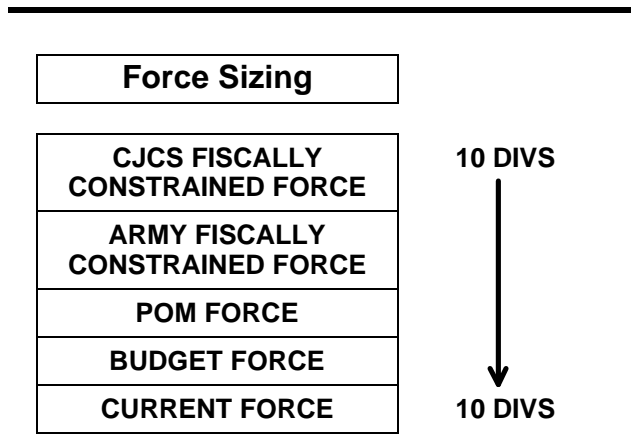 Force Sizing
CJCS FISCALLY
CONSTRAINED FORCE
10 DIVS
ARMY FISCALLY
CONSTRAINED FORCE
POM FORCE
BUDGET FORCE
CURRENT FORCE
10 DIVS